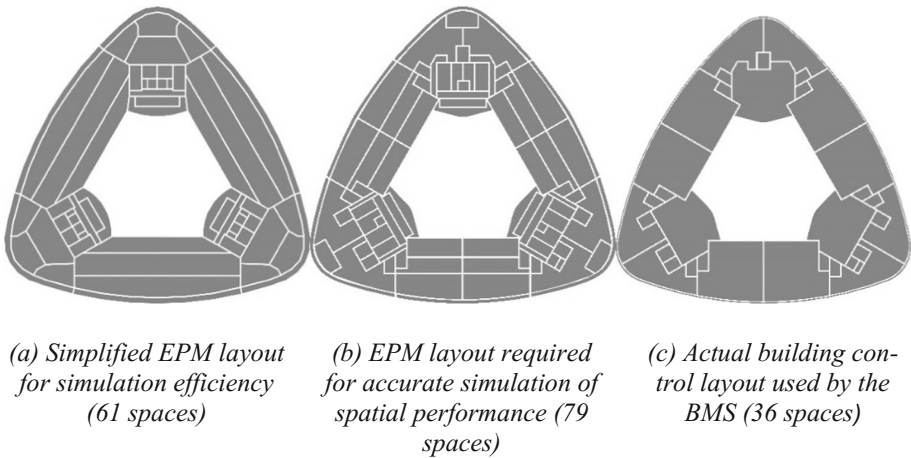 (a) Simplified EPM layout
for simulation efficiency
(61 spaces)
(b) EPM layout required
for accurate simulation of
spatial performance (79
spaces)
(c) Actual building con-
trol layout used by the
BMS (36 spaces)